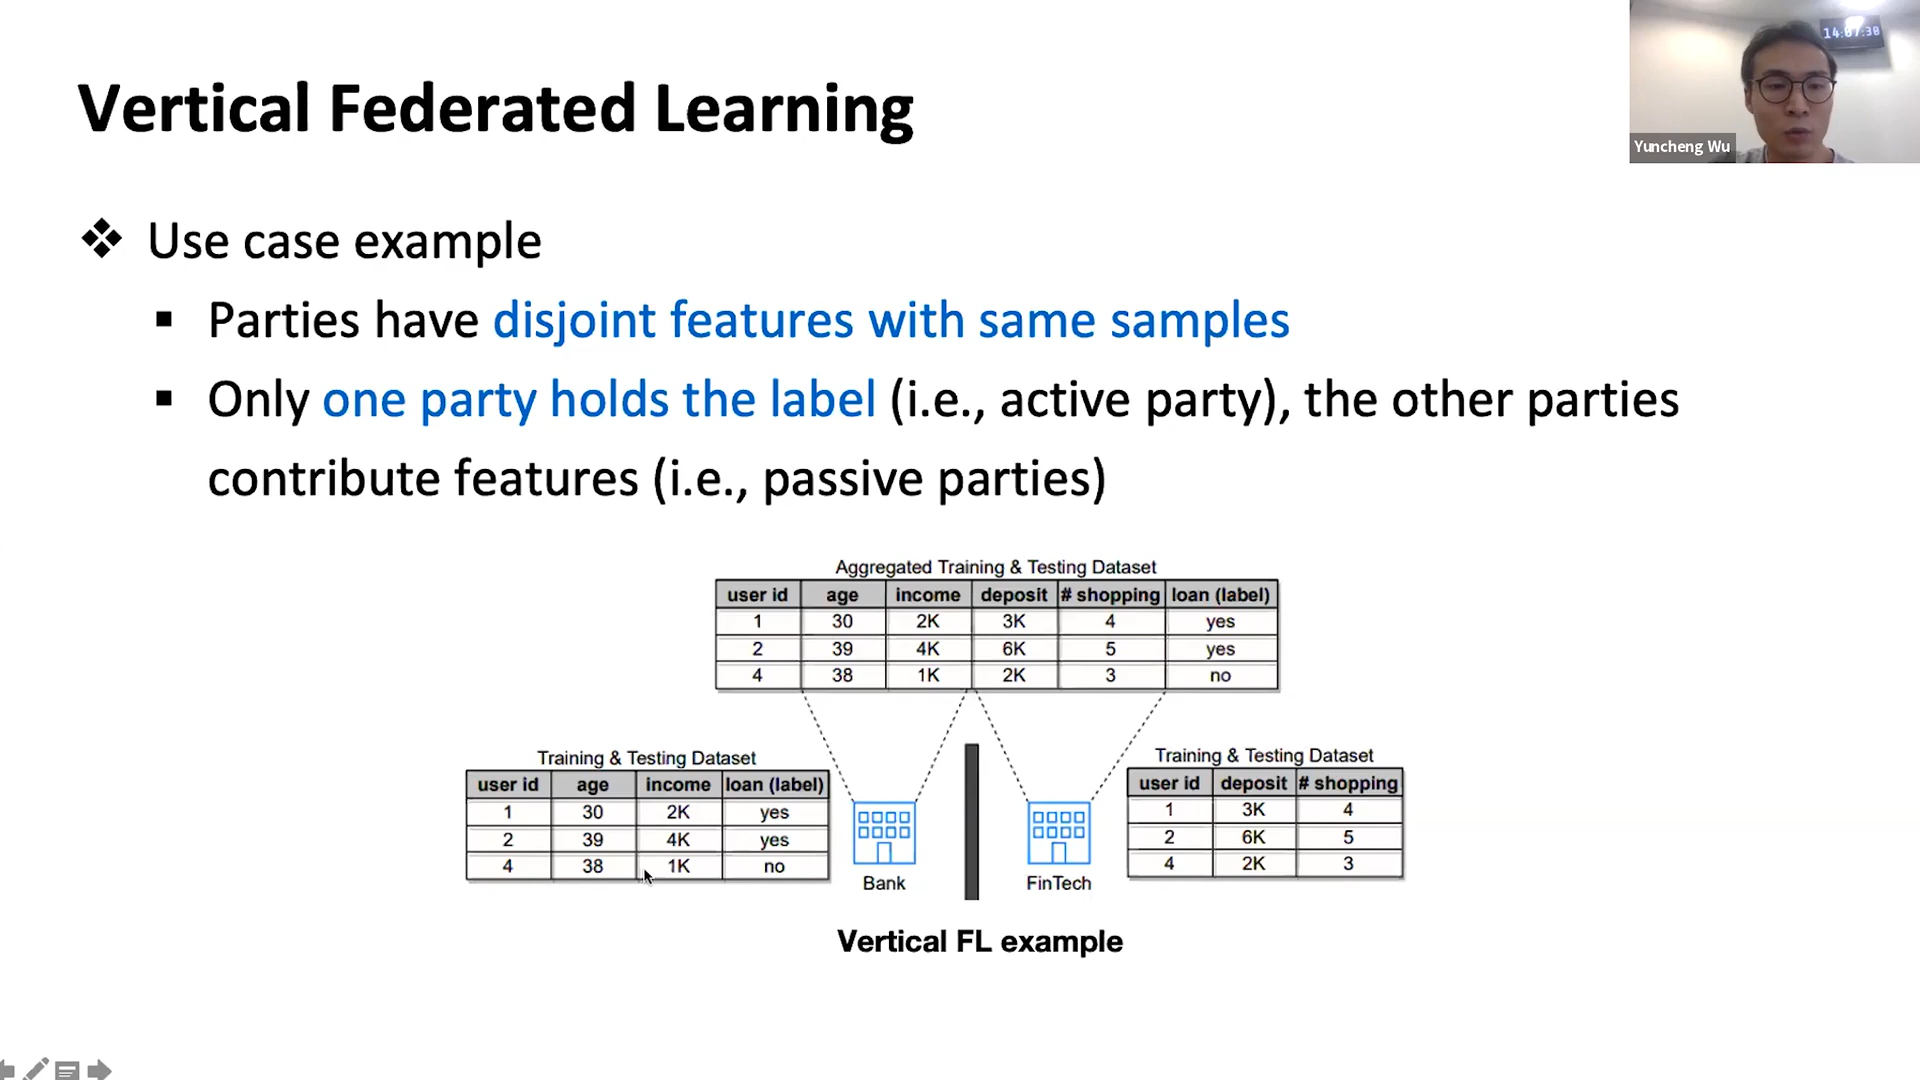 14:07:30
Yuncheng Wu
Vertical Federated Learning
❖ Use case example
▪ Parties have disjoint features with same samples
▪ Only one party holds the label (i.e., active party), the other parties
contribute features (i.e., passive parties)
Aggregated Training & Testing Dataset
user id age income deposit # shopping loan (label)
1 30 2K 3K 4 yes
2 39 4K 6K 5 yes
4 38 1K 2K 3 no
Training & Testing Dataset
user id age income loan (label)
1 30 2K yes
2 39 4K yes
4 38 1K no
Bank
FinTech
Training & Testing Dataset
user id deposit # shopping
1 3K 4
2 6K 5
4 2K 3
Vertical FL example